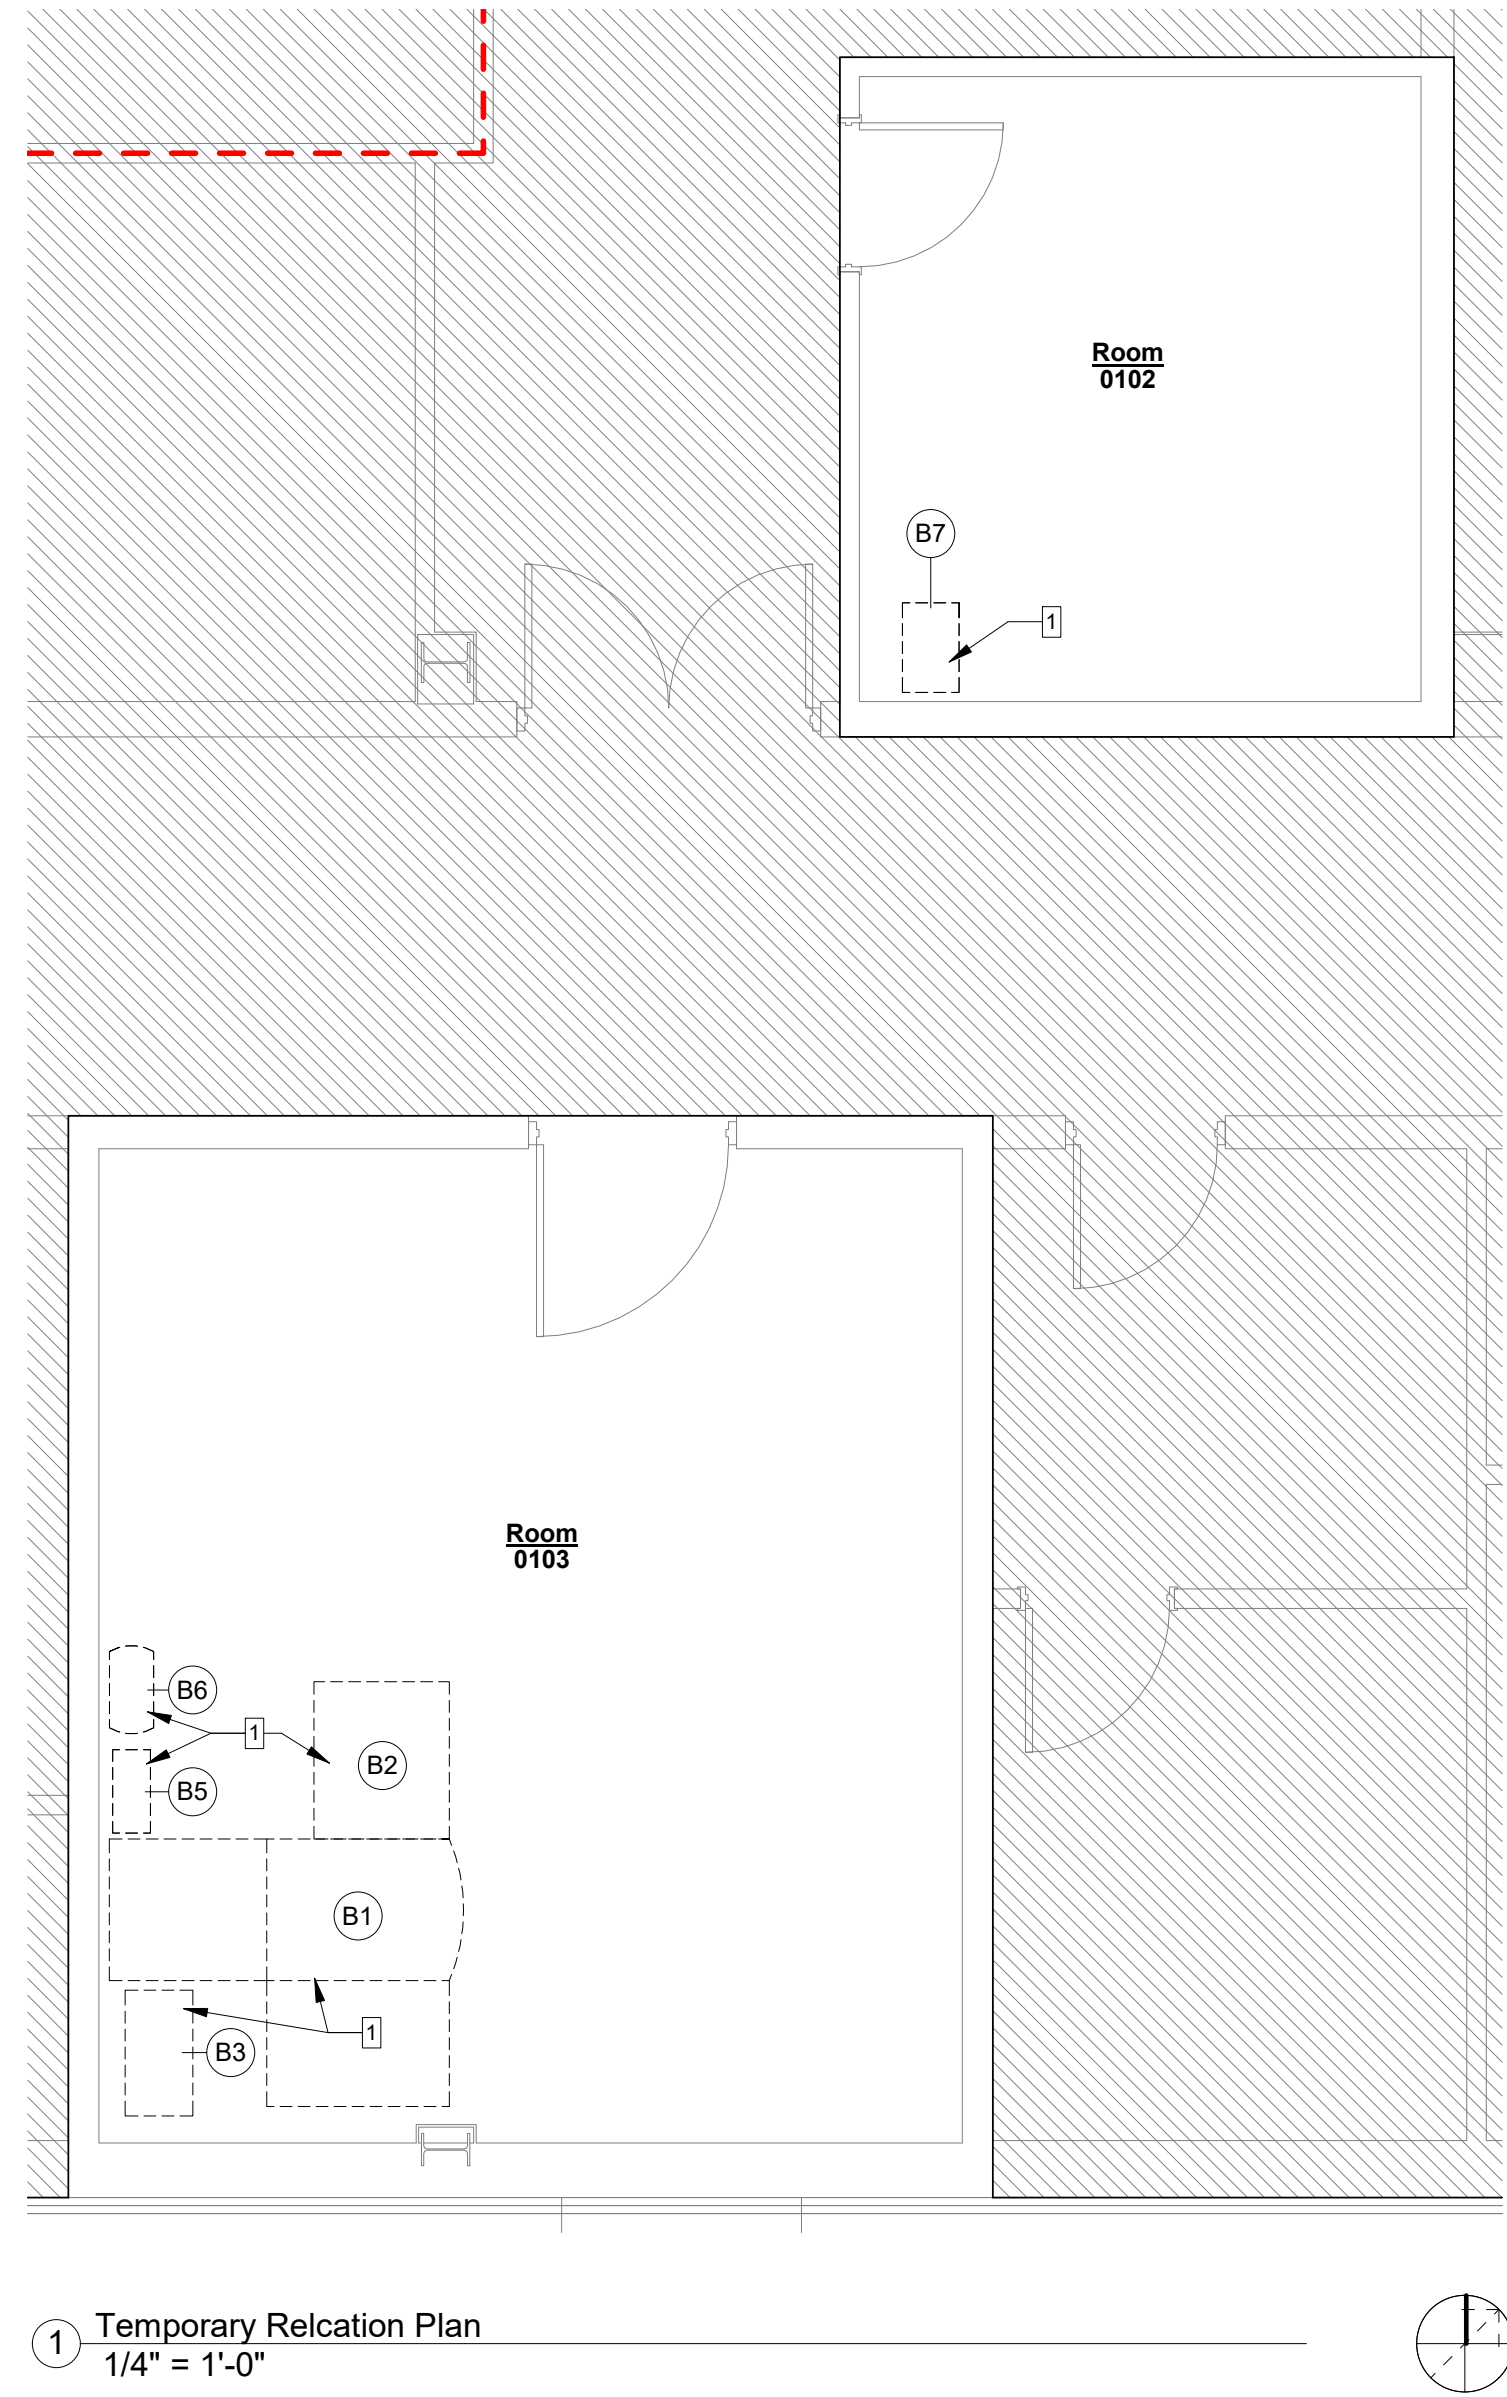 Room
0102
B7
1
Room
0103
B6
1
B2
B5
B1
1
B3
1 Temporary Relcation Plan
1/4" = 1'-0"